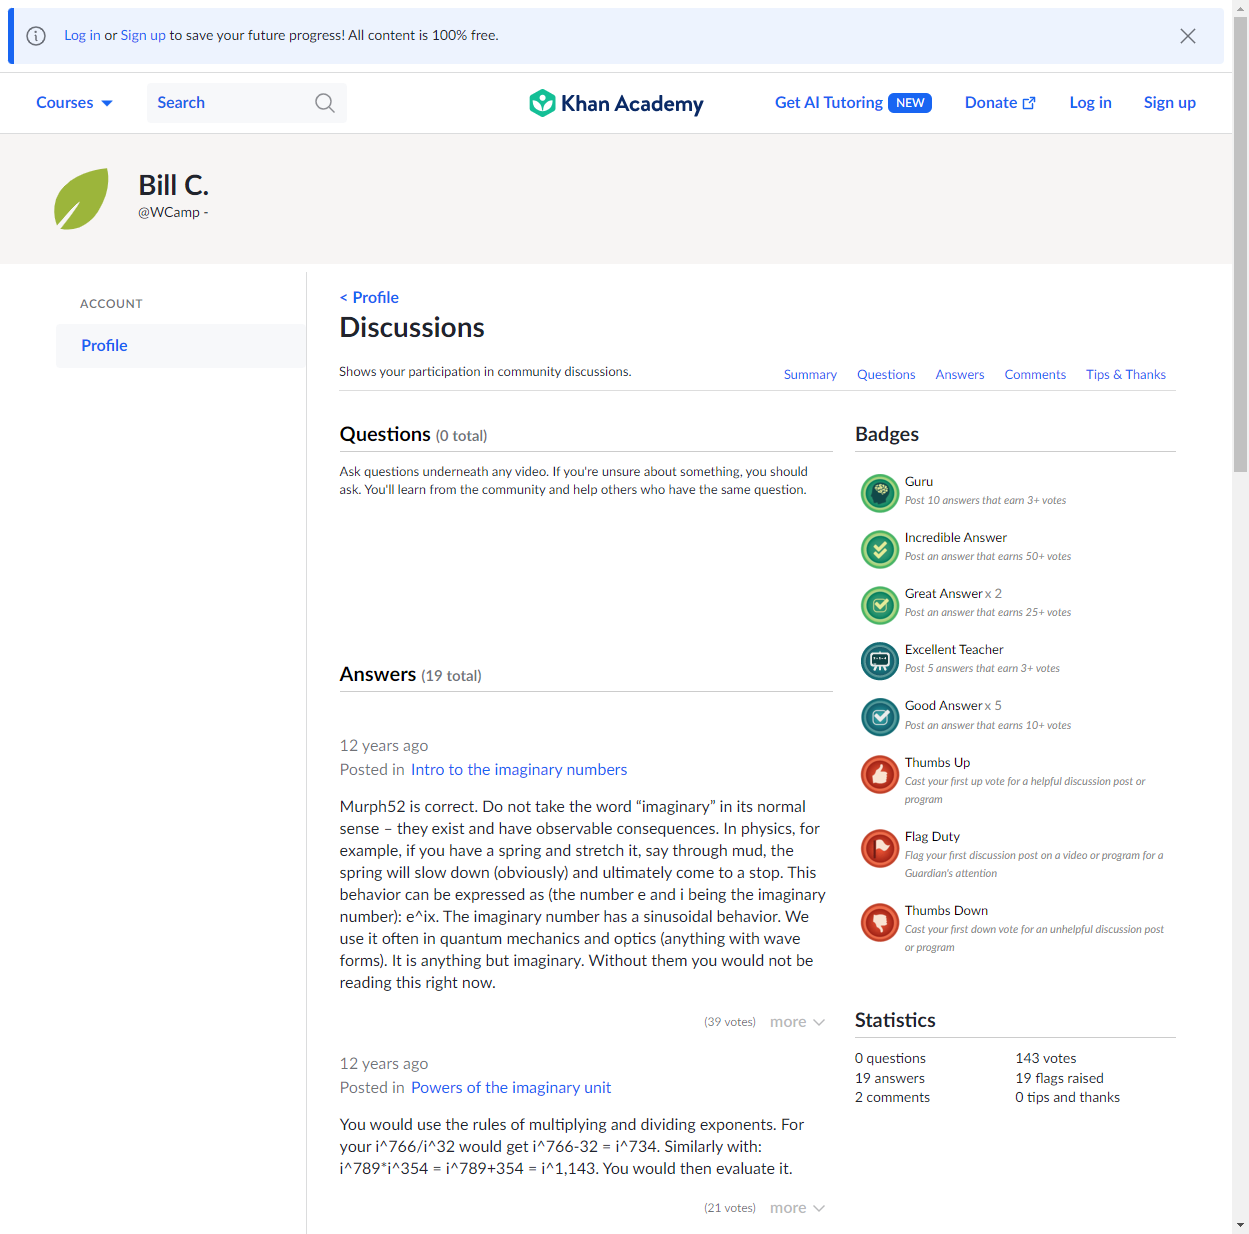 Log in or Sign up to save your future progress! All content is 100% free.
Courses
Search
Khan Academy
Get AI Tutoring NEW
Donate
Log in
Sign up
Bill C.
@WCamp -
ACCOUNT
Profile
< Profile
Discussions
Shows your participation in community discussions.
Summary
Questions
Answers
Comments
Tips & Thanks
Questions (0 total)
Ask questions underneath any video. If you're unsure about something, you should
ask. You'll learn from the community and help others who have the same question.
Answers (19 total)
12 years ago
Posted in Intro to the imaginary numbers
Murph52 is correct. Do not take the word “imaginary” in its normal
sense – they exist and have observable consequences. In physics, for
example, if you have a spring and stretch it, say through mud, the
spring will slow down (obviously) and ultimately come to a stop. This
behavior can be expressed as (the number e and i being the imaginary
number): e^ix. The imaginary number has a sinusoidal behavior. We
use it often in quantum mechanics and optics (anything with wave
forms). It is anything but imaginary. Without them you would not be
reading this right now.
(39 votes)
more
12 years ago
Posted in Powers of the imaginary unit
You would use the rules of multiplying and dividing exponents. For
your i^766/i^32 would get i^766-32 = i^734. Similarly with:
i^789*i^354 = i^789+354 = i^1,143. You would then evaluate it.
(21 votes)
more
Badges
Guru
Post 10 answers that earn 3+ votes
Incredible Answer
Post an answer that earns 50+ votes
Great Answer x 2
Post an answer that earns 25+ votes
Excellent Teacher
Post 5 answers that earn 3+ votes
Good Answer x 5
Post an answer that earns 10+ votes
Thumbs Up
Cast your first up vote for a helpful discussion post or
program
Flag Duty
Flag your first discussion post on a video or program for a
Guardian's attention
Thumbs Down
Cast your first down vote for an unhelpful discussion post
or program
Statistics
0 questions
143 votes
19 answers
19 flags raised
2 comments
0 tips and thanks